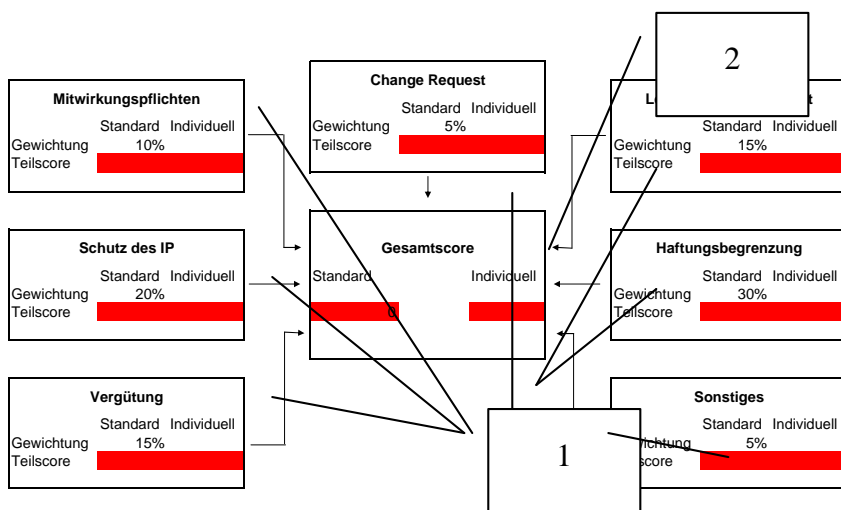 Change Request
Standard Individuell
Gewichtung 5%
Teilscore
2
Mitwirkungspflichten
Standard Individuell
Gewichtung 10%
Teilscore
Standard Individuell
Gewichtung 15%
Teilscore
Schutz des IP
Standard Individuell
Gewichtung 20%
Teilscore
Gesamtscore
Standard Individuell
0
Haftungsbegrenzung
Standard Individuell
Gewichtung 30%
Teilscore
Vergütung
Standard Individuell
Gewichtung 15%
Teilscore
1
Sonstiges
Standard Individuell
5%